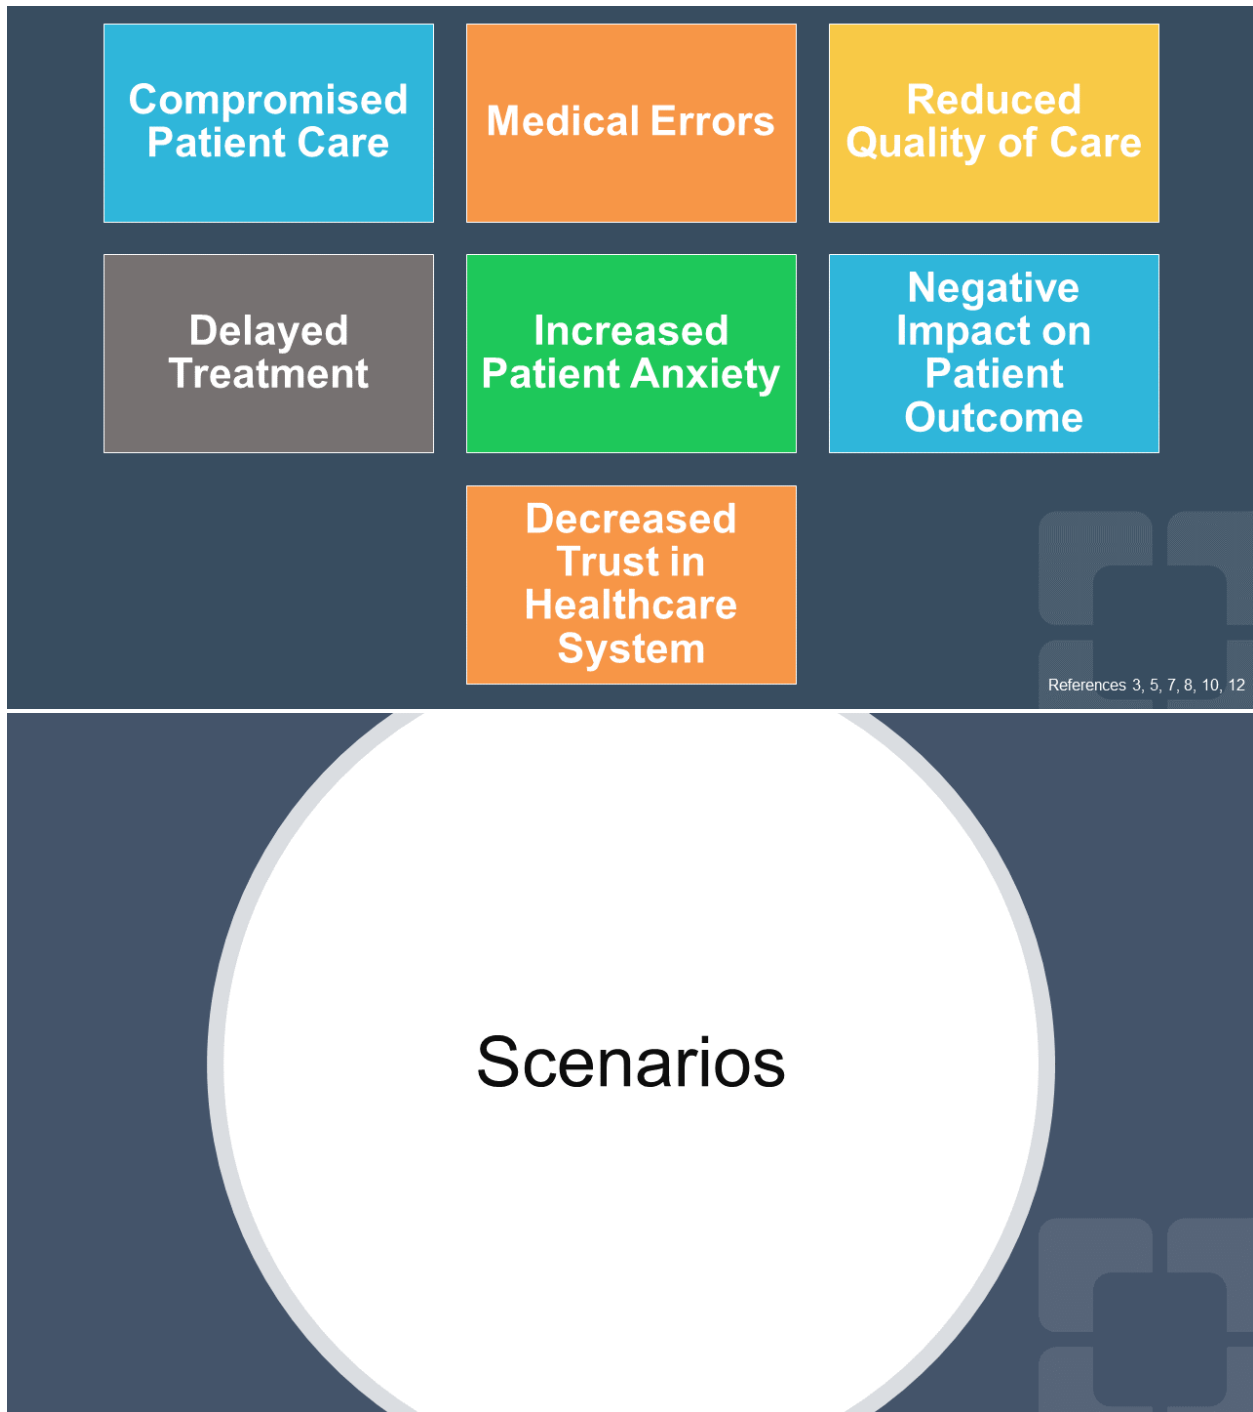 Compromised
Patient Care
Medical Errors
Reduced
Quality of Care
Delayed
Treatment
Increased
Patient Anxiety
Negative
Impact on
Patient
Outcome
Decreased
Trust in
Healthcare
System
References 3, 5, 7, 8, 10, 12
Scenarios